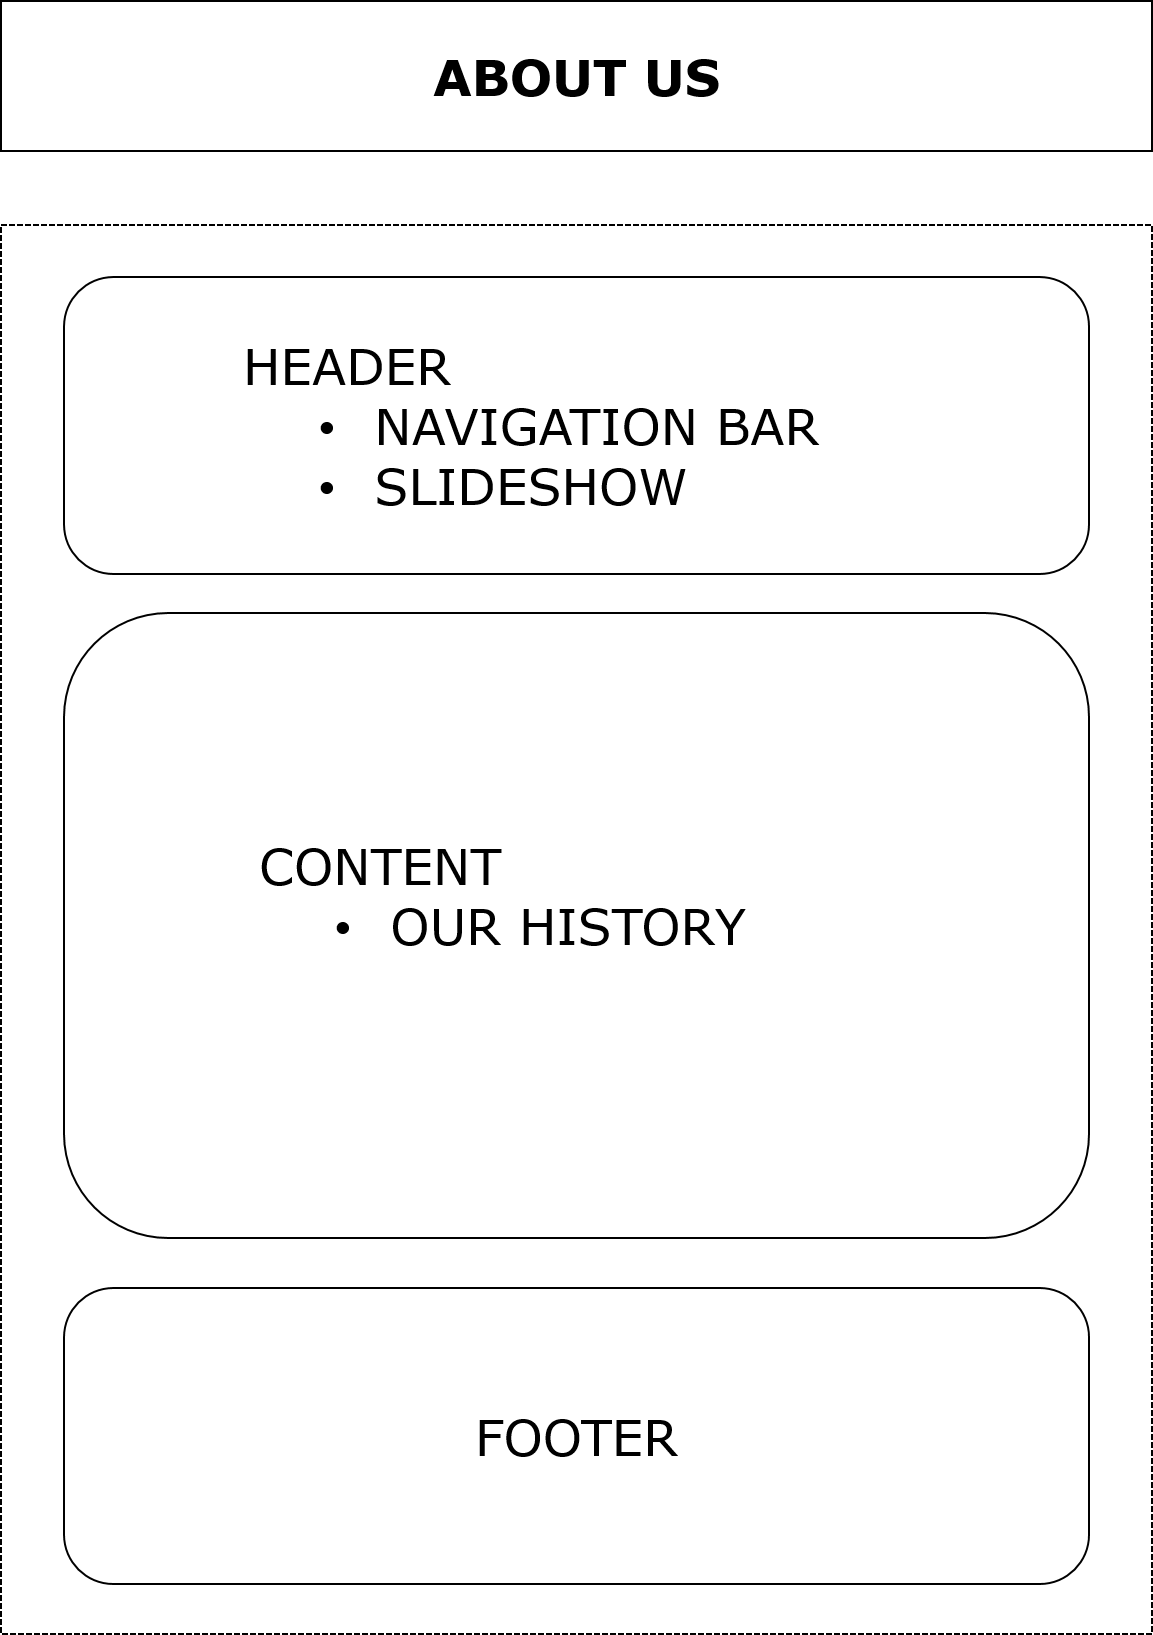 ABOUT US
HEADER
• NAVIGATION BAR
• SLIDESHOW
CONTENT
• OUR HISTORY
FOOTER